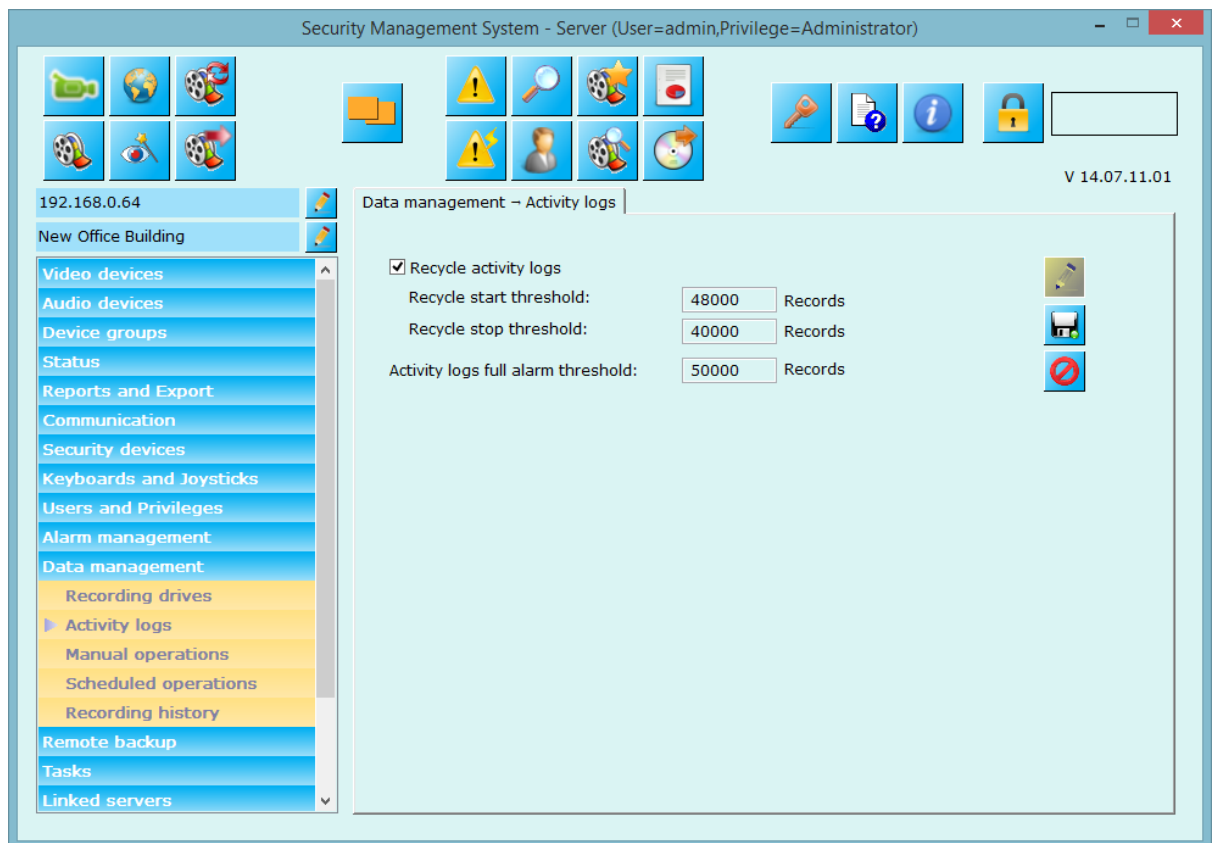 Security Management System - Server (User=admin,Privilege=Administrator)
V 14.07.11.01
192.168.0.64
New Office Building
Video devices
Audio devices
Device groups
Status
Reports and Export
Communication
Security devices
Keyboards and Joysticks
Users and Privileges
Alarm management
Data management
Recording drives
Activity logs
Manual operations
Scheduled operations
Recording history
Remote backup
Tasks
Linked servers
Data management → Activity logs
Recycle activity logs
Recycle start threshold: 48000 Records
Recycle stop threshold: 40000 Records
Activity logs full alarm threshold: 50000 Records